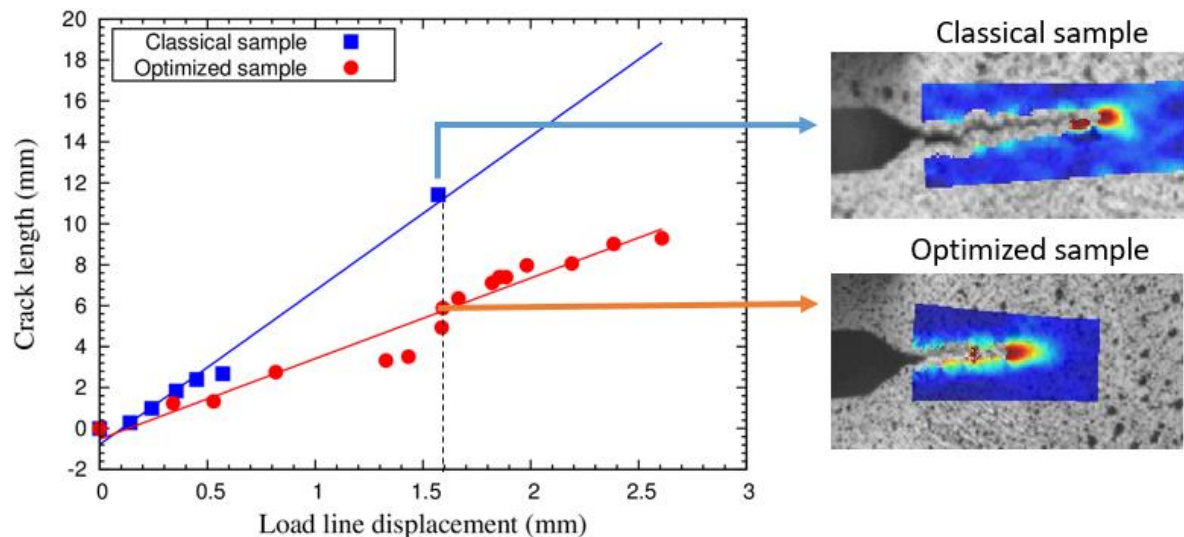 20
18
16
14
12
10
8
6
4
2
0
-2
Crack length (mm)
Classical sample
Optimized sample
0 0.5 1 1.5 2 2.5 3
Load line displacement (mm)
Classical sample
Optimized sample